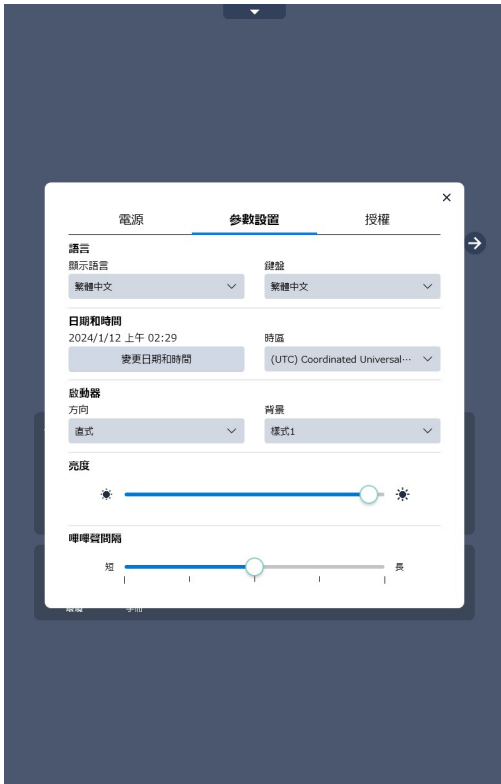 電源 參數設置 授權
語言
顯示語言 鍵盤
繁體中文 繁體中文
日期和時間
2024/1/12 上午 02:29 時區
變更日期和時間 (UTC) Coordinated Universal···
啟動器
方向 背景
直式 樣式1
亮度
嗶嗶聲間隔
短 長